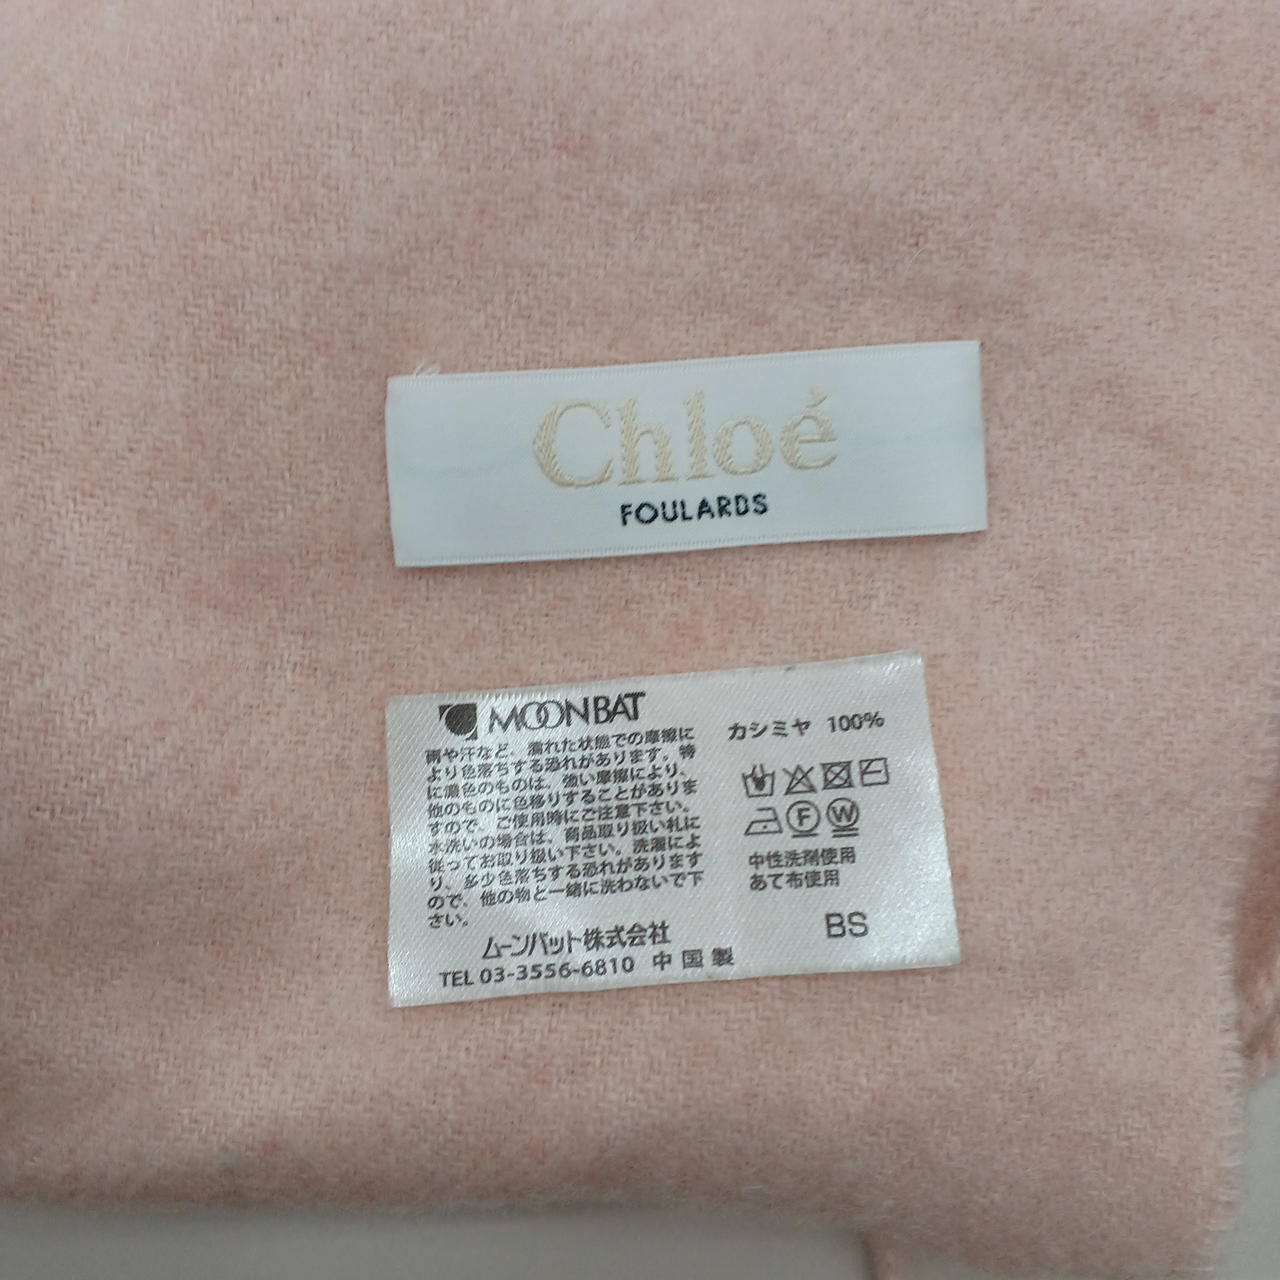 Chloé
FOULARDS
MOONBAT
雨や汗など、濡れた状態での摩擦に
より色落ちする恐れがあります。特
に濃色のものは、強い摩擦により、
他のものに色移りすることがありま
すので、ご使用時にご注意下さい。
水洗いの場合は、商品取り扱い札に
従ってお取り扱い下さい。洗濯によ
り、多少色落ちする恐れがあります
ので、他の物と一緒に洗わないで下
さい。
ムーンバット株式会社
TEL 03-3556-6810 中国製
カシミヤ 100%
F W
中性洗剤使用
あて布使用
BS